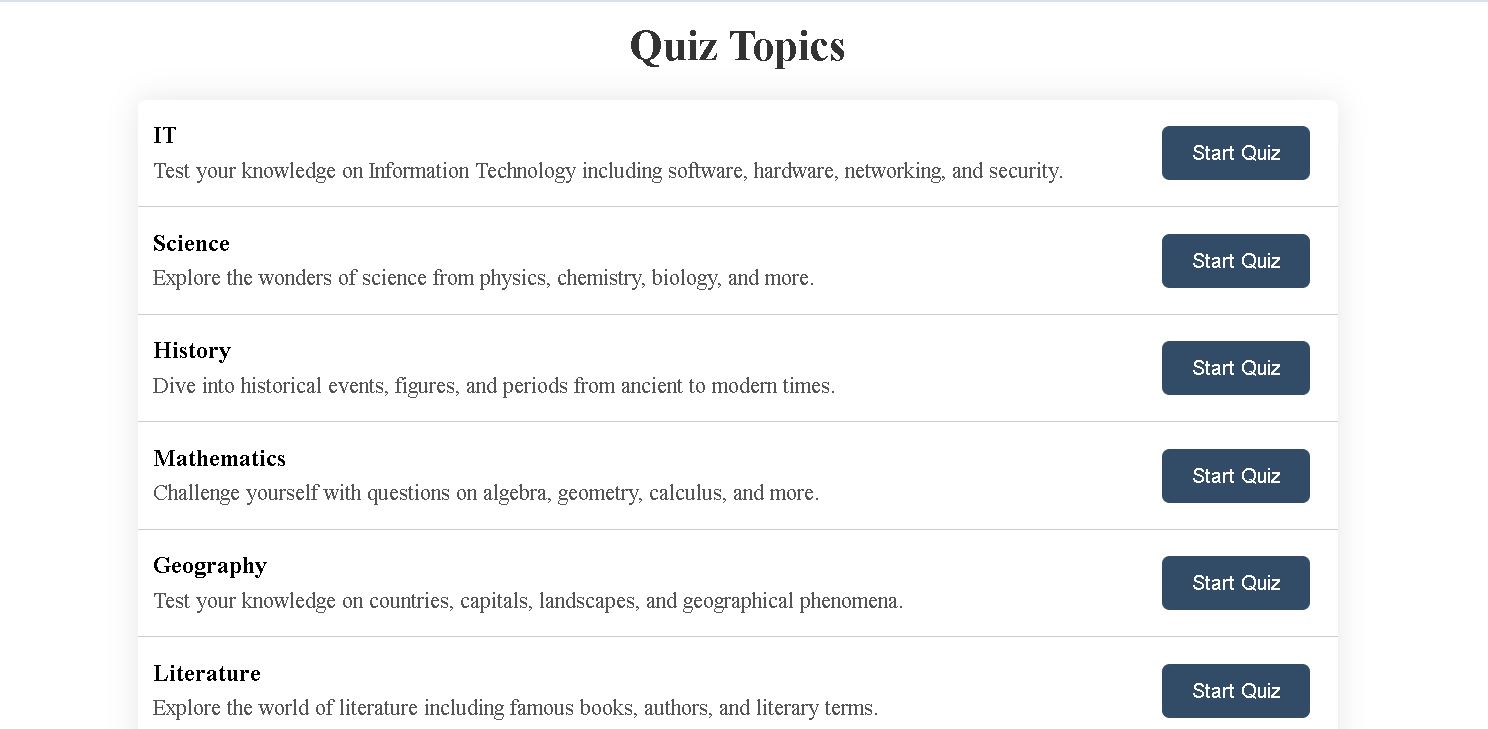 Quiz Topics
IT
Test your knowledge on Information Technology including software, hardware, networking, and security.
Start Quiz
Science
Explore the wonders of science from physics, chemistry, biology, and more.
Start Quiz
History
Dive into historical events, figures, and periods from ancient to modern times.
Start Quiz
Mathematics
Challenge yourself with questions on algebra, geometry, calculus, and more.
Start Quiz
Geography
Test your knowledge on countries, capitals, landscapes, and geographical phenomena.
Start Quiz
Literature
Explore the world of literature including famous books, authors, and literary terms.
Start Quiz